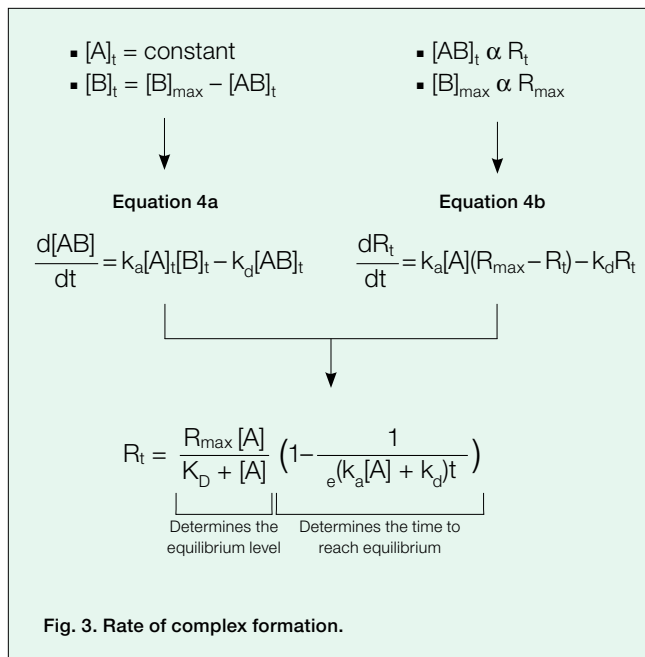 ▪ [A]t = constant
▪ [B]t = [B]max – [AB]t
▪ [AB]t α Rt
▪ [B]max α Rmax
Equation 4a
d[AB]/dt = ka[A]t[B]t – kd[AB]t
Equation 4b
dRt/dt = ka[A](Rmax – Rt) – kdRt
Rt = Rmax [A]/KD + [A] (1– 1/e(ka[A] + kd)t)
Determines the
equilibrium level
Determines the time to
reach equilibrium
Fig. 3. Rate of complex formation.